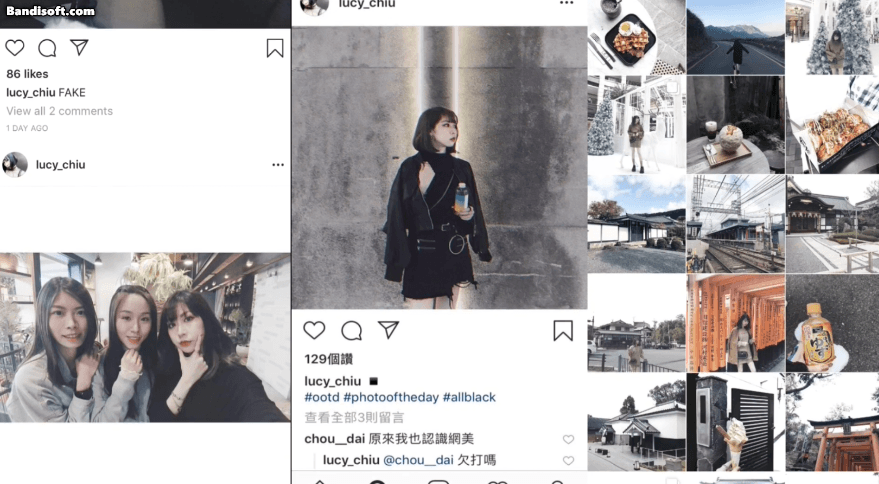 Bandisoft.com
86 likes
lucy_chiu FAKE
View all 2 comments
1 DAY AGO
lucy_chiu
lucy_chiu
129個讚
lucy_chiu
#ootd #photooftheday #allblack
查看全部3則留言
chou__dai 原來我也認識網美
lucy_chiu @chou__dai 欠打嗎